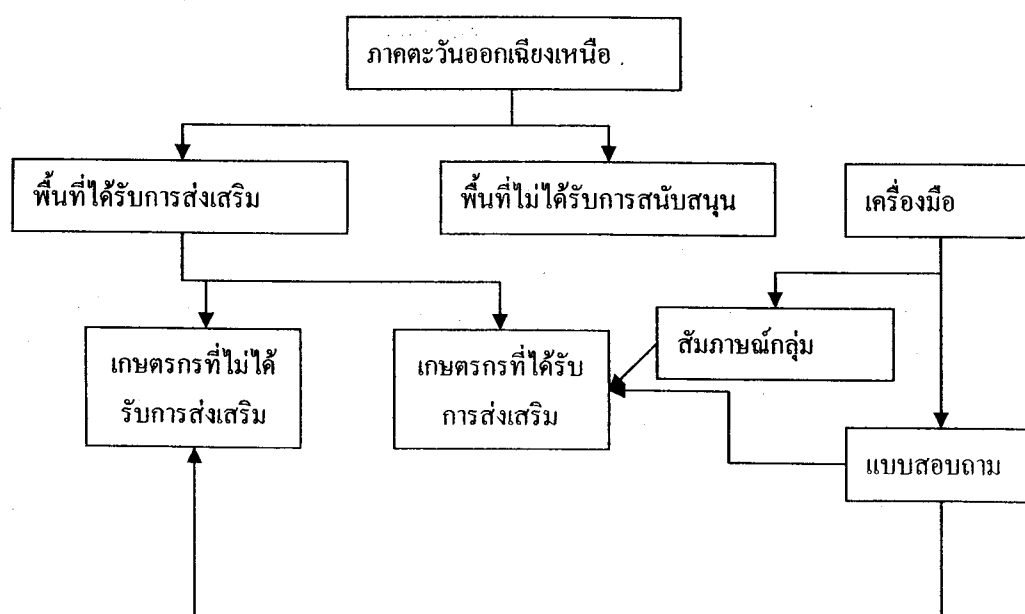 ภาคตะวันออกเฉียงเหนือ
พื้นที่ได้รับการส่งเสริม
พื้นที่ไม่ได้รับการสนับสนุน
เครื่องมือ
สัมภาษณ์กลุ่ม
เกษตรกรที่ไม่ได้
รับการส่งเสริม
เกษตรกรที่ได้รับ
การส่งเสริม
แบบสอบถาม